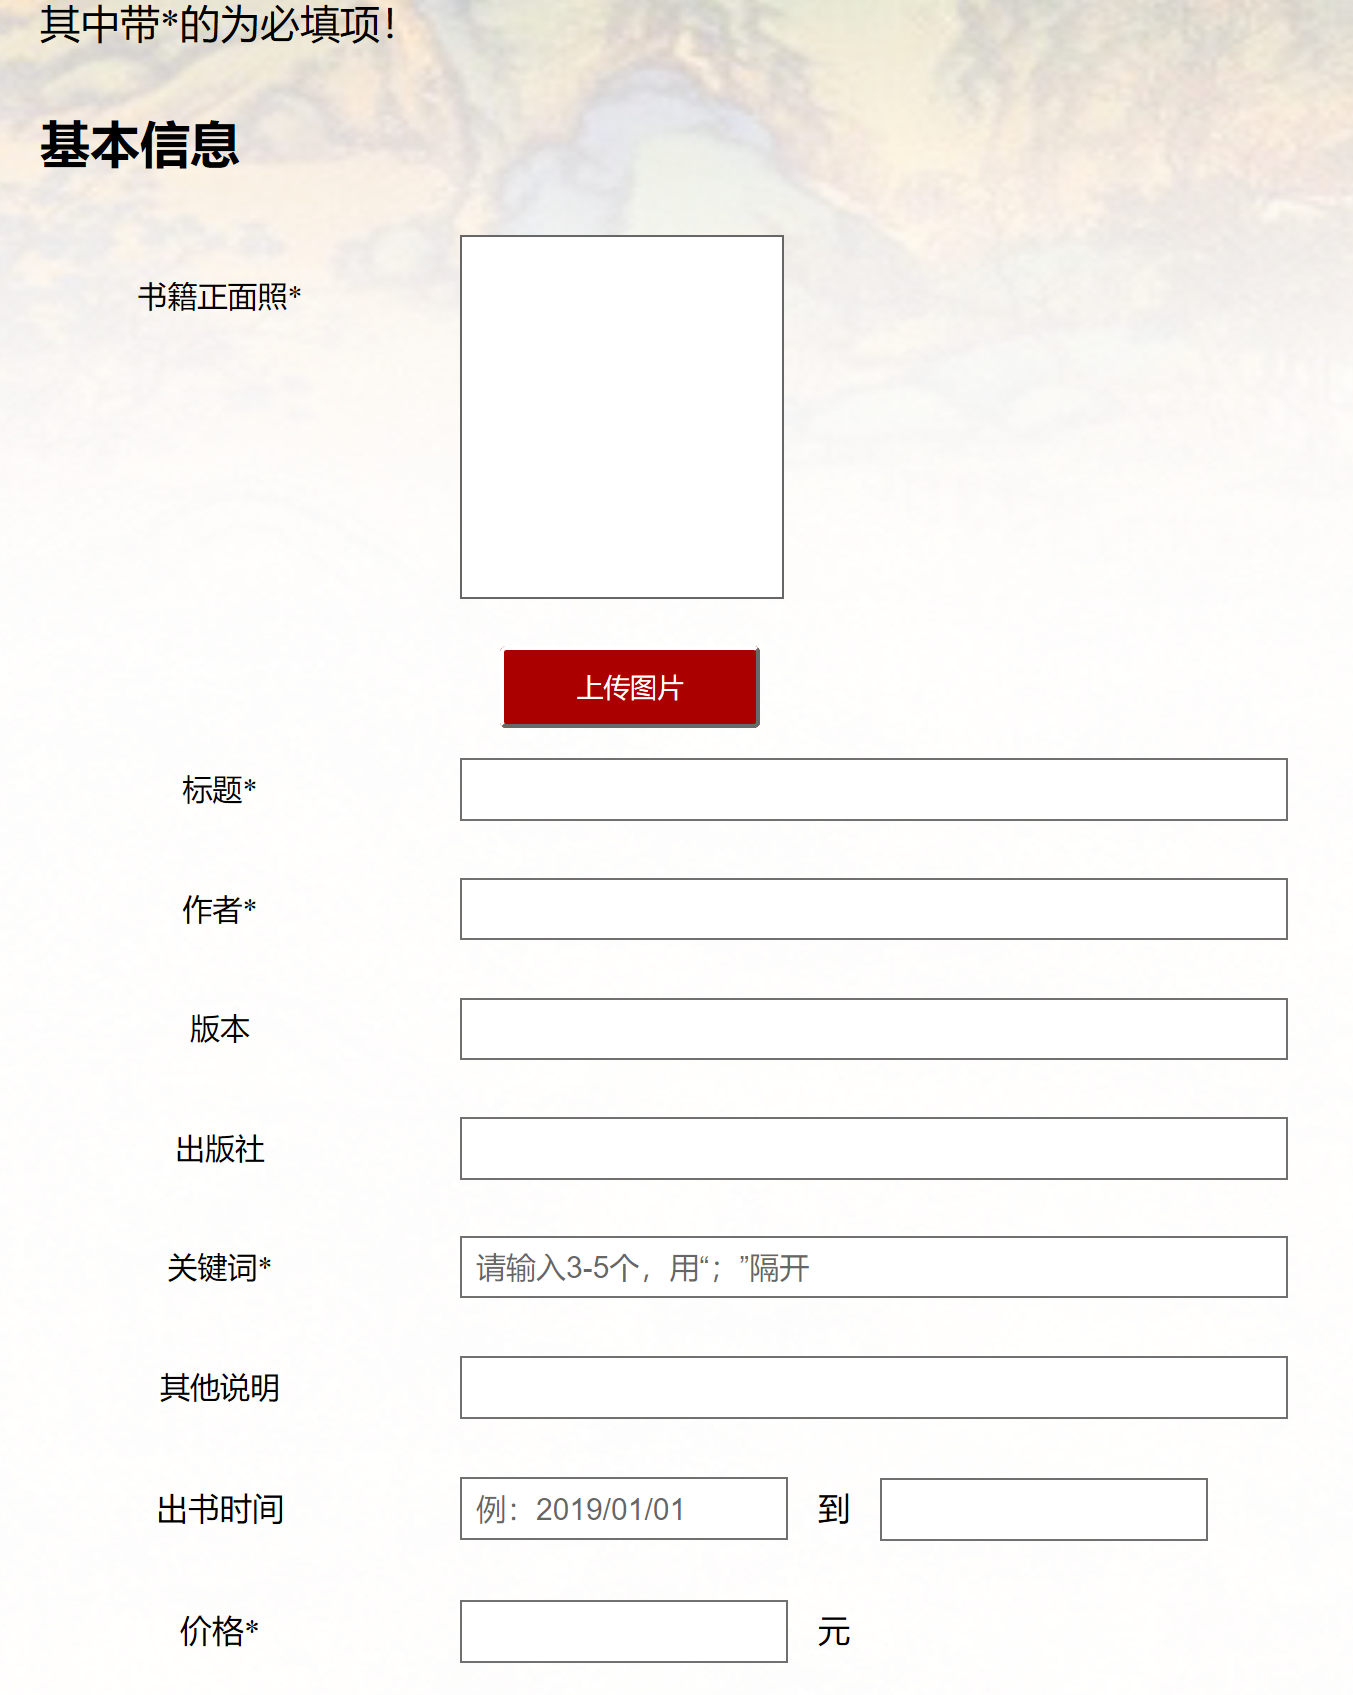 其中带*的为必填项！
基本信息
书籍正面照*
上传图片
标题*
作者*
版本
出版社
关键词* 请输入3-5个，用“；”隔开
其他说明
出书时间 例：2019/01/01 到
价格* 元